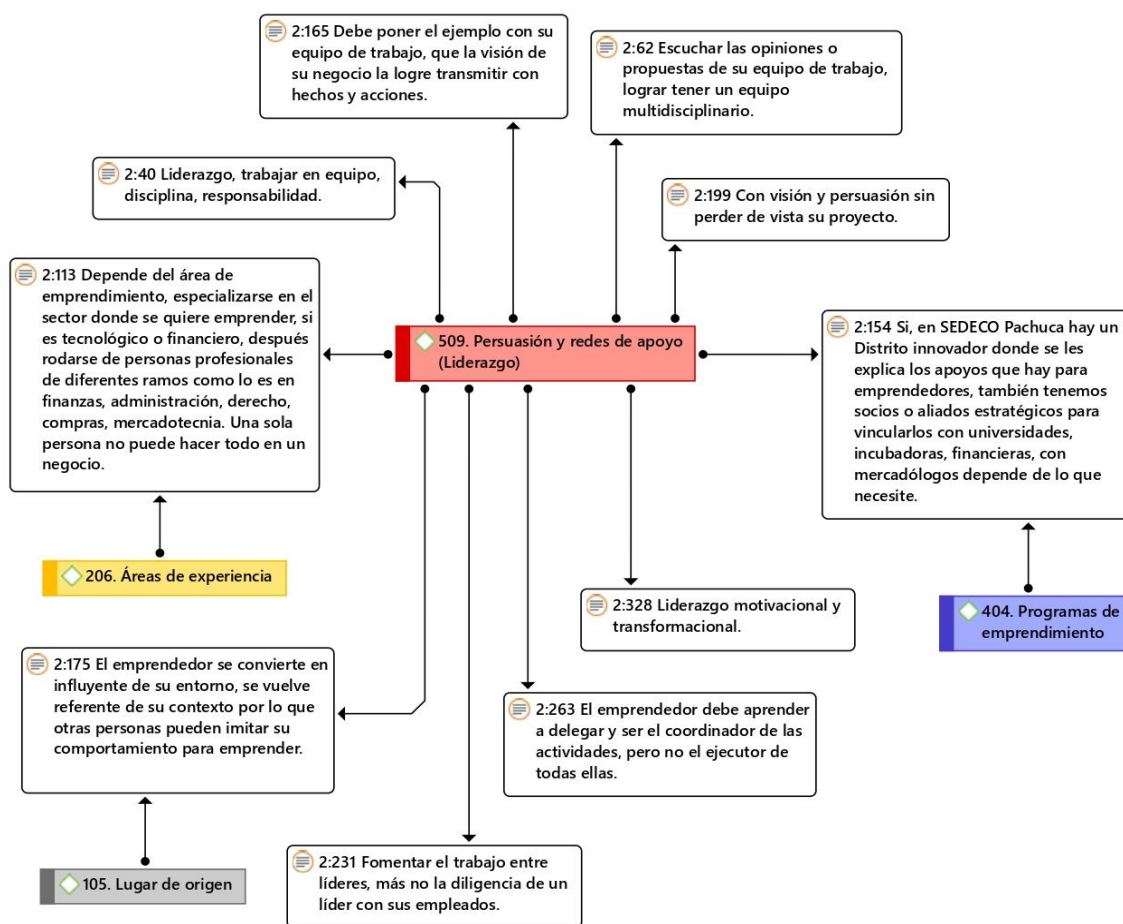 2:165 Debe poner el ejemplo con su
equipo de trabajo, que la visión de
su negocio la logre transmitir con
hechos y acciones.
2:62 Escuchar las opiniones o
propuestas de su equipo de trabajo,
lograr tener un equipo
multidisciplinario.
2:40 Liderazgo, trabajar en equipo,
disciplina, responsabilidad.
2:199 Con visión y persuasión sin
perder de vista su proyecto.
2:113 Depende del área de
emprendimiento, especializarse en el
sector donde se quiere emprender, si
es tecnológico o financiero, después
rodarse de personas profesionales
de diferentes ramos como lo es en
finanzas, administración, derecho,
compras, mercadotecnia. Una sola
persona no puede hacer todo en un
negocio.
509. Persuasión y redes de apoyo
(Liderazgo)
2:154 Si, en SEDECO Pachuca hay un
Distrito innovador donde se les
explica los apoyos que hay para
emprendedores, también tenemos
socios o aliados estratégicos para
vincularlos con universidades,
incubadoras, financieras, con
mercadólogos depende de lo que
necesite.
206. Áreas de experiencia
2:328 Liderazgo motivacional y
transformacional.
404. Programas de
emprendimiento
2:175 El emprendedor se convierte en
influyente de su entorno, se vuelve
referente de su contexto por lo que
otras personas pueden imitar su
comportamiento para emprender.
2:263 El emprendedor debe aprender
a delegar y ser el coordinador de las
actividades, pero no el ejecutor de
todas ellas.
105. Lugar de origen
2:231 Fomentar el trabajo entre
líderes, más no la diligencia de un
líder con sus empleados.